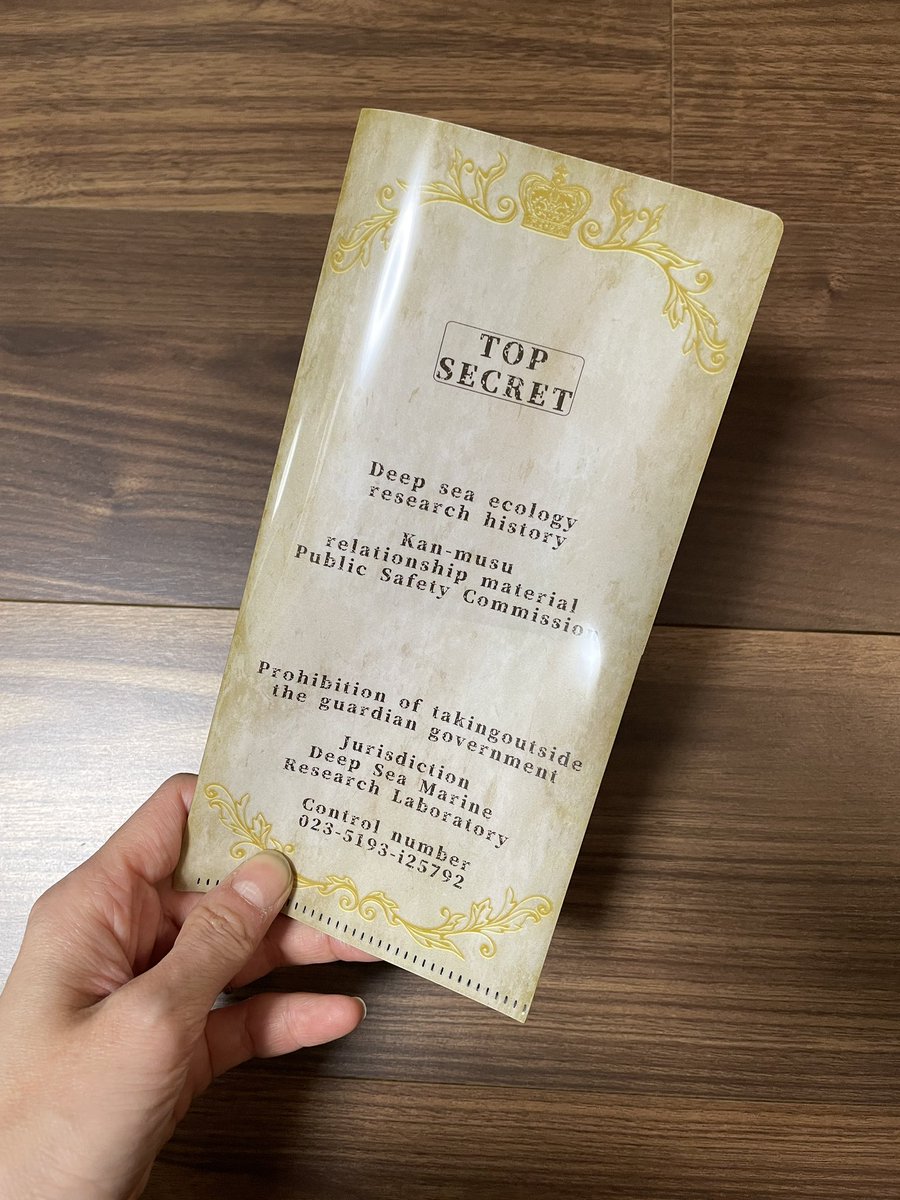 TOP
SECRET
Deep sea ecology
research history
Kan-musu
relationship material
Public Safety Commission
Prohibition of takingoutside
the guardian government
Jurisdiction
Deep Sea Marine
Research Laboratory
Control number
023-5193-i25792